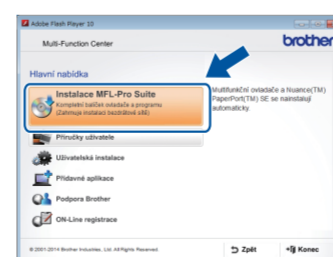 Adobe Flash Player 10
Multi-Function Center
brother
Hlavní nabídka
Instalace MFL-Pro Suite
Kompletní balíček ovladače a programu
(Zahrnuje instalaci bezdrátové sítě)
Multifunkční ovladače a Nuance(TM)
PaperPort(TM) SE se nainstalují
automaticky.
Příručky uživatele
Uživatelská instalace
Přídavné aplikace
Podpora Brother
ON-Line registrace
© 2001-2014 Brother Industries, Ltd. All Rights Reserved.
Zpět
Konec